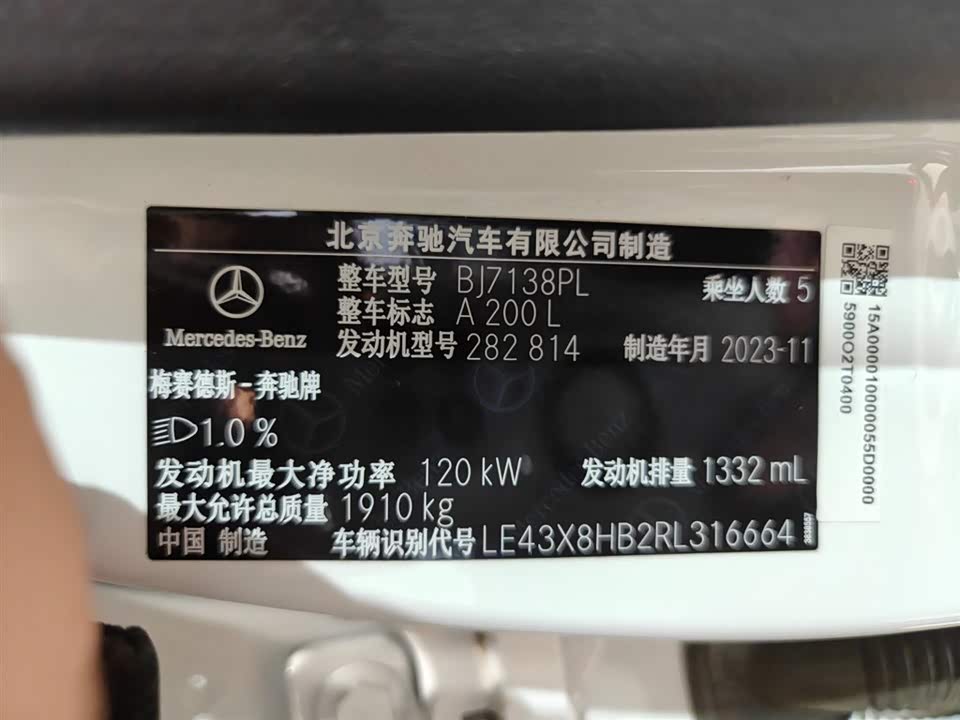 北京奔驰汽车有限公司制造
整车型号 BJ7138PL
乘坐人数 5
整车标志 A 200 L
发动机型号 282 814
制造年月 2023-11
Mercedes-Benz
梅赛德斯-奔驰牌
1.0 %
发动机最大净功率 120 kW
发动机排量 1332 mL
最大允许总质量 1910 kg
中国 制造
车辆识别代号 LE43X8HB2RL316664
15A0000100000055D0000
5900O2T0400